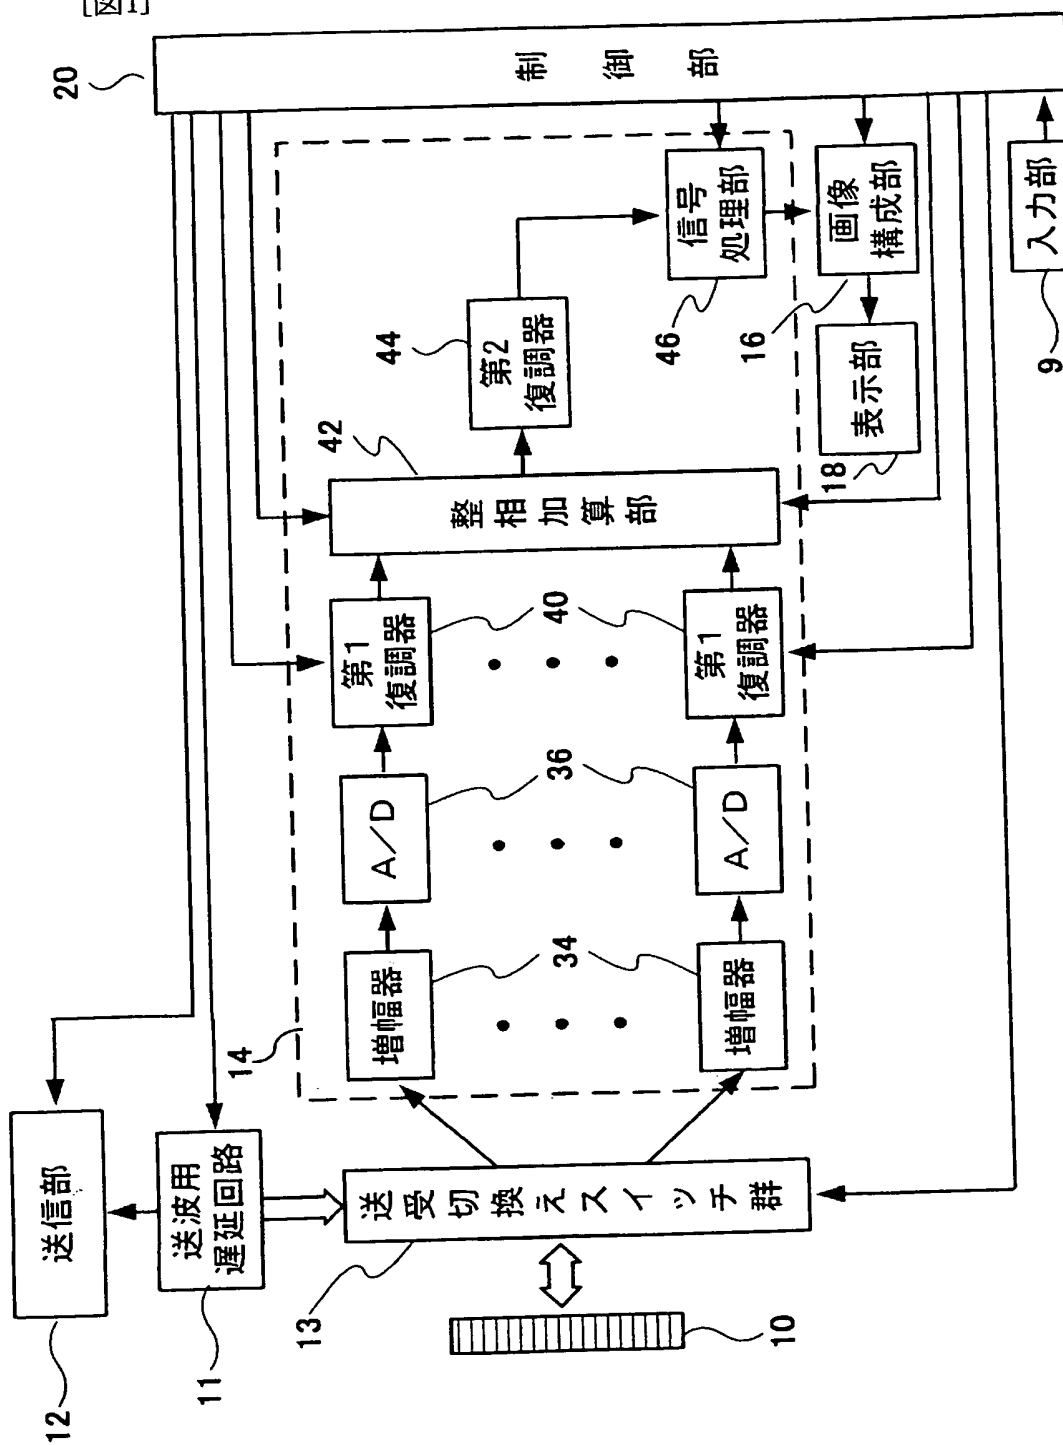 [図1]
20
制御部
14
42
44
第2
復調器
信号
処理部
46
画像
構成部
16
表示部
18
入力部
9
整相加算部
第1
復調器
40
第1
復調器
A/D
36
A/D
増幅器
34
増幅器
送信部
12
送波用
遅延回路
11
送受切換えスイッチ群
13
10